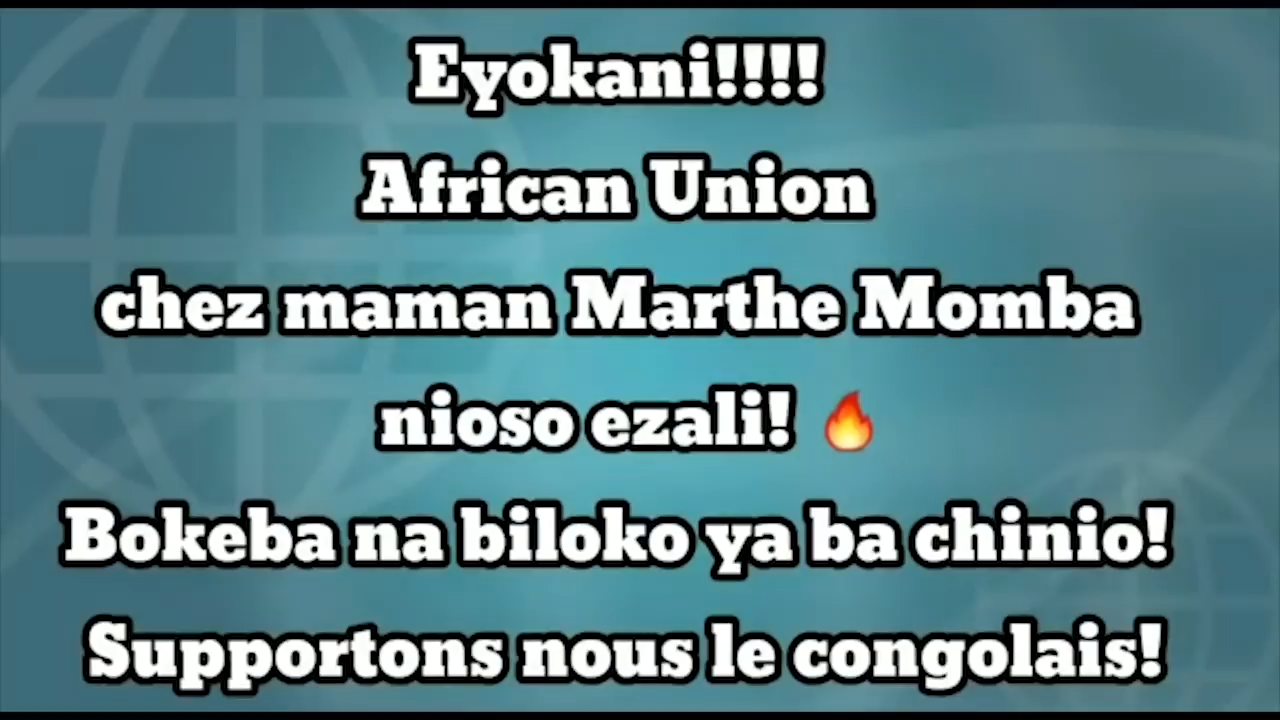 Eyokani!!!!
African Union
chez maman Marthe Momba
nioso ezali! 🔥
Bokeba na biloko ya ba chinio!
Supportons nous le congolais!